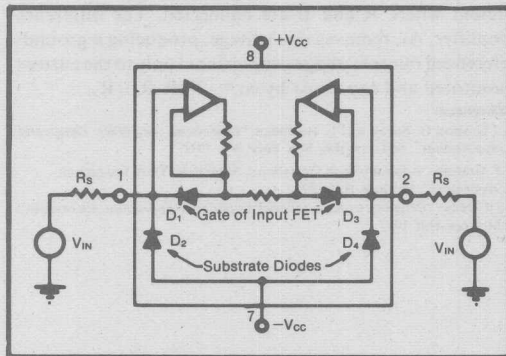 8
+VCC
1
2
RS
RS
D1
Gate of Input FET
D3
VIN
D2
Substrate Diodes
D4
VIN
7
−VCC